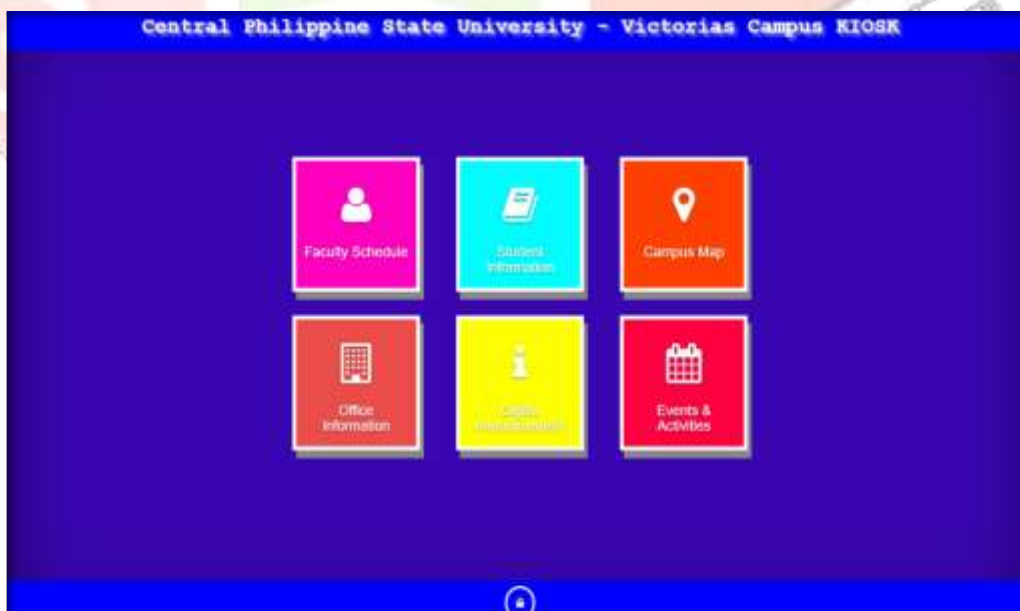 Central Philippine State University - Victorias Campus KIOSK
Faculty Schedule
Student
Information
Campus Map
Office
Information
Events &
Activities